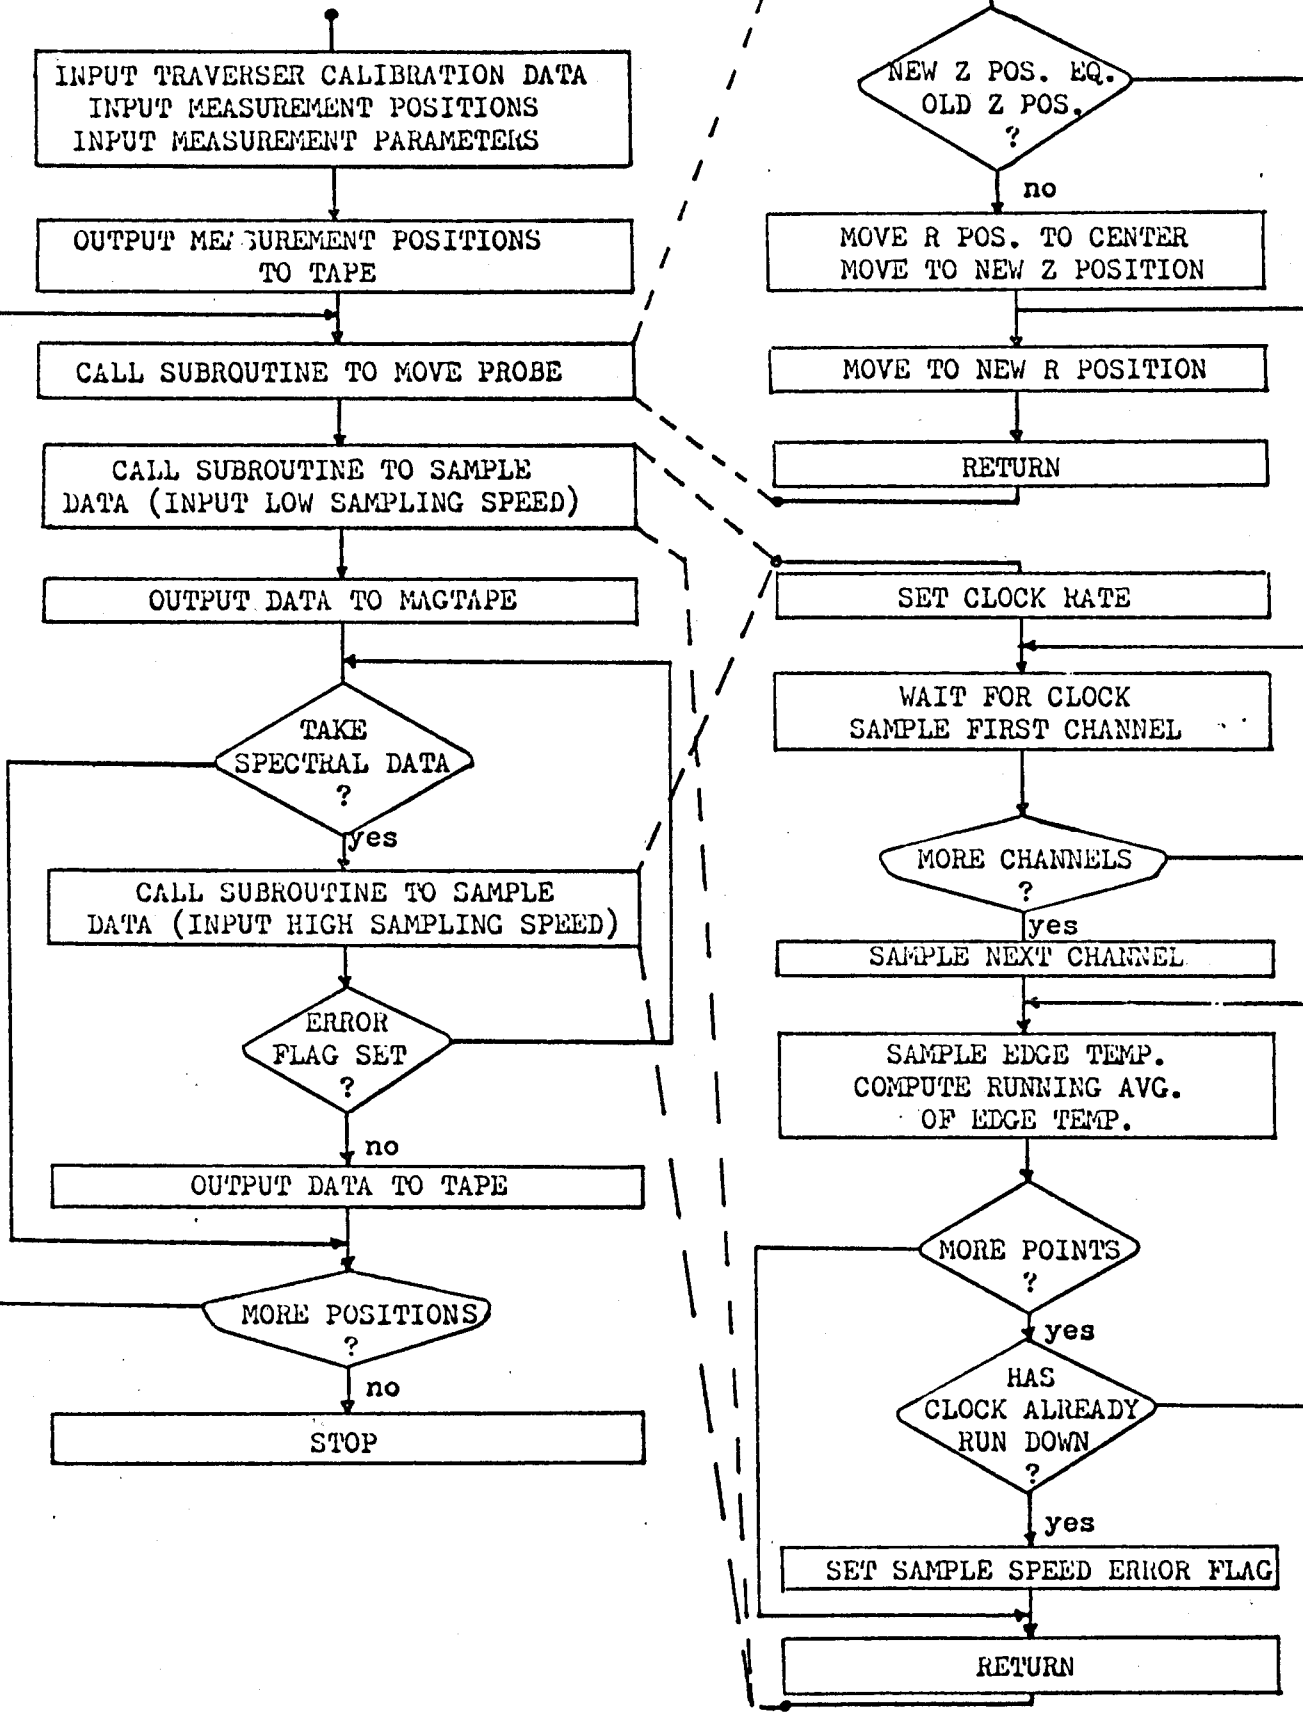 INPUT TRAVERSER CALIBRATION DATA
INPUT MEASUREMENT POSITIONS
INPUT MEASUREMENT PARAMETERS
OUTPUT MEASUREMENT POSITIONS
TO TAPE
CALL SUBROUTINE TO MOVE PROBE
CALL SUBROUTINE TO SAMPLE
DATA (INPUT LOW SAMPLING SPEED)
OUTPUT DATA TO MAGTAPE
TAKE
SPECTRAL DATA
?
yes
CALL SUBROUTINE TO SAMPLE
DATA (INPUT HIGH SAMPLING SPEED)
ERROR
FLAG SET
?
no
OUTPUT DATA TO TAPE
MORE POSITIONS
?
no
STOP
NEW Z POS. EQ.
OLD Z POS.
?
no
MOVE R POS. TO CENTER
MOVE TO NEW Z POSITION
MOVE TO NEW R POSITION
RETURN
SET CLOCK RATE
WAIT FOR CLOCK
SAMPLE FIRST CHANNEL
MORE CHANNELS
?
yes
SAMPLE NEXT CHANNEL
SAMPLE EDGE TEMP.
COMPUTE RUNNING AVG.
OF EDGE TEMP.
MORE POINTS
?
yes
HAS
CLOCK ALREADY
RUN DOWN
?
yes
SET SAMPLE SPEED ERROR FLAG
RETURN